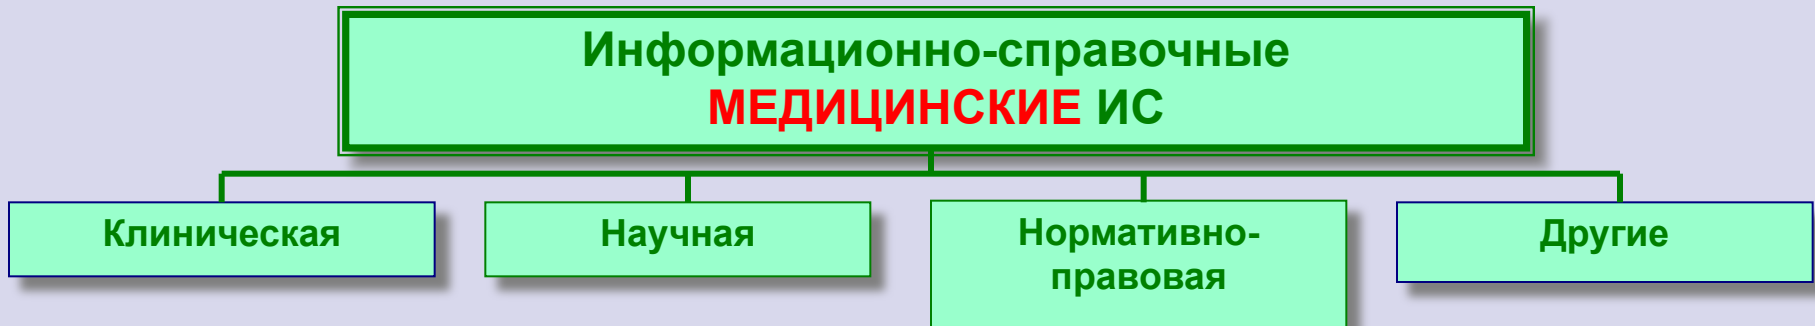 Информационно-справочные
МЕДИЦИНСКИЕ ИС
Клиническая
Научная
Нормативно-
правовая
Другие